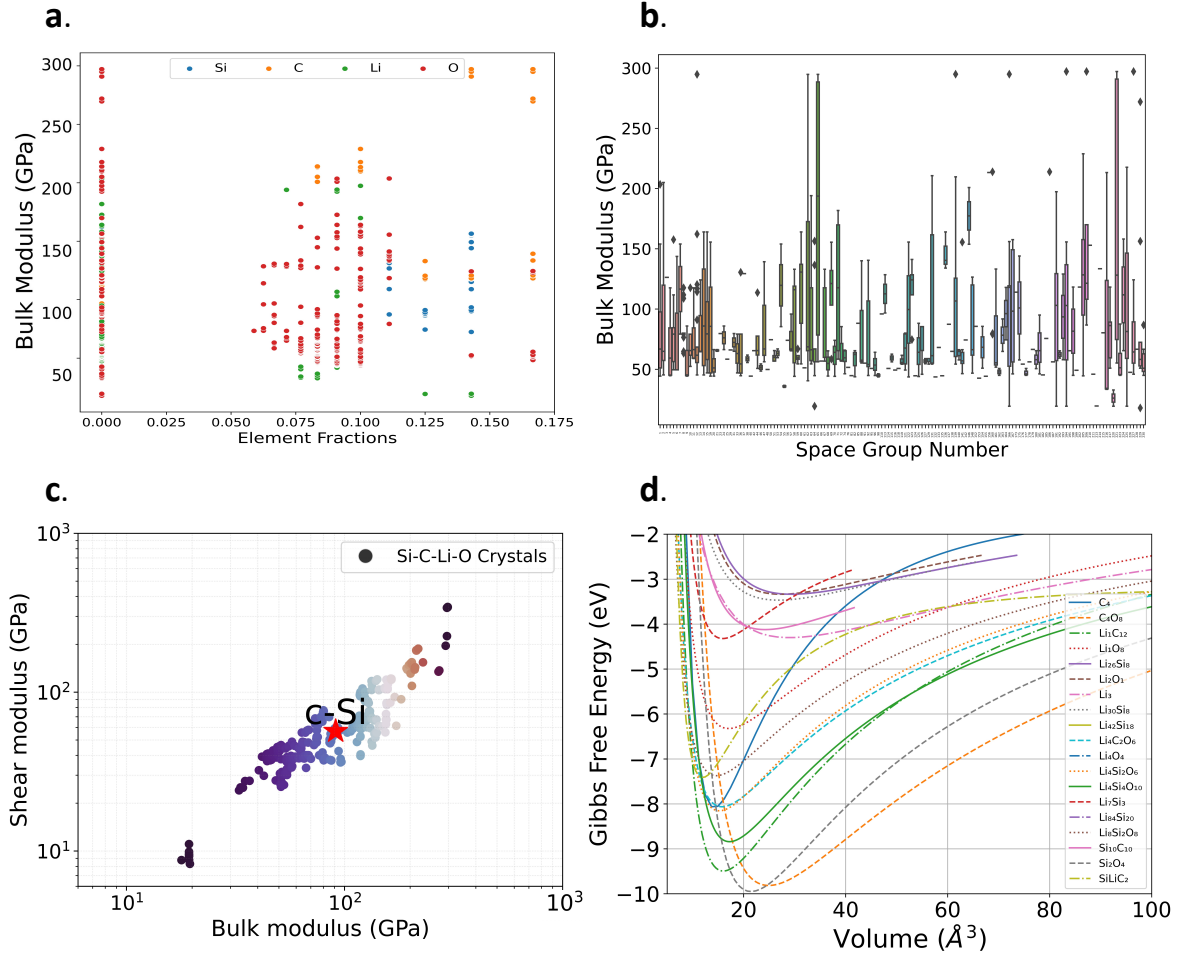 a.
Bulk Modulus (GPa)
300
250
200
150
100
50
Si C Li O
0.000 0.025 0.050 0.075 0.100 0.125 0.150 0.175
Element Fractions
b.
Bulk Modulus (GPa)
300
250
200
150
100
50
Space Group Number
c.
Shear modulus (GPa)
10³
10²
10¹
Si-C-Li-O Crystals
c-Si
10¹ 10² 10³
Bulk modulus (GPa)
d.
Gibbs Free Energy (eV)
−2
−3
−4
−5
−6
−7
−8
−9
−10
C₄
C₄O₈
Li₁C₁₂
Li₁O₈
Li₂₆Si₈
Li₂O₁
Li₃
Li₃₀Si₈
Li₄₂Si₁₈
Li₄C₂O₆
Li₄O₄
Li₄Si₂O₆
Li₄Si₄O₁₀
Li₇Si₃
Li₈₄Si₂₀
Li₈Si₂O₈
Si₁₀C₁₀
Si₂O₄
SiLiC₂
20 40 60 80 100
Volume (Å³)